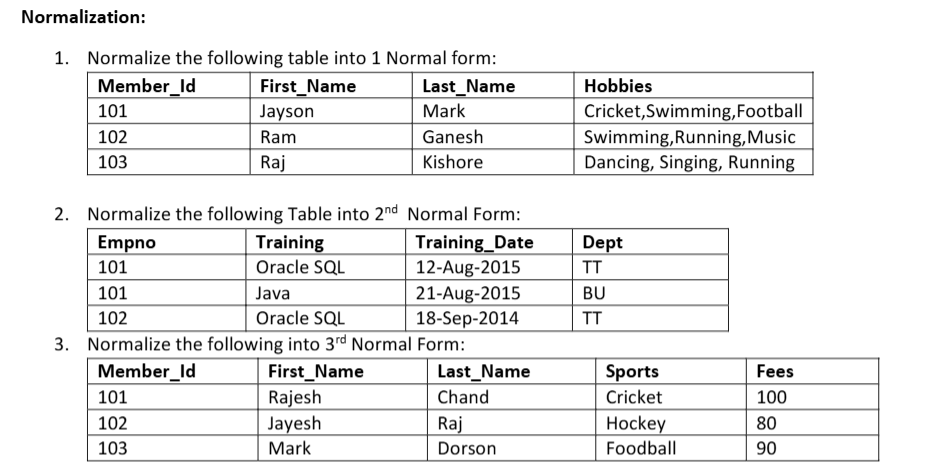 Normalization:
1. Normalize the following table into 1 Normal form:
Member_Id First_Name Last_Name Hobbies
101 Jayson Mark Cricket,Swimming,Football
102 Ram Ganesh Swimming,Running,Music
103 Raj Kishore Dancing, Singing, Running
2. Normalize the following Table into 2nd Normal Form:
Empno Training Training_Date Dept
101 Oracle SQL 12-Aug-2015 TT
101 Java 21-Aug-2015 BU
102 Oracle SQL 18-Sep-2014 TT
3. Normalize the following into 3rd Normal Form:
Member_Id First_Name Last_Name Sports Fees
101 Rajesh Chand Cricket 100
102 Jayesh Raj Hockey 80
103 Mark Dorson Foodball 90